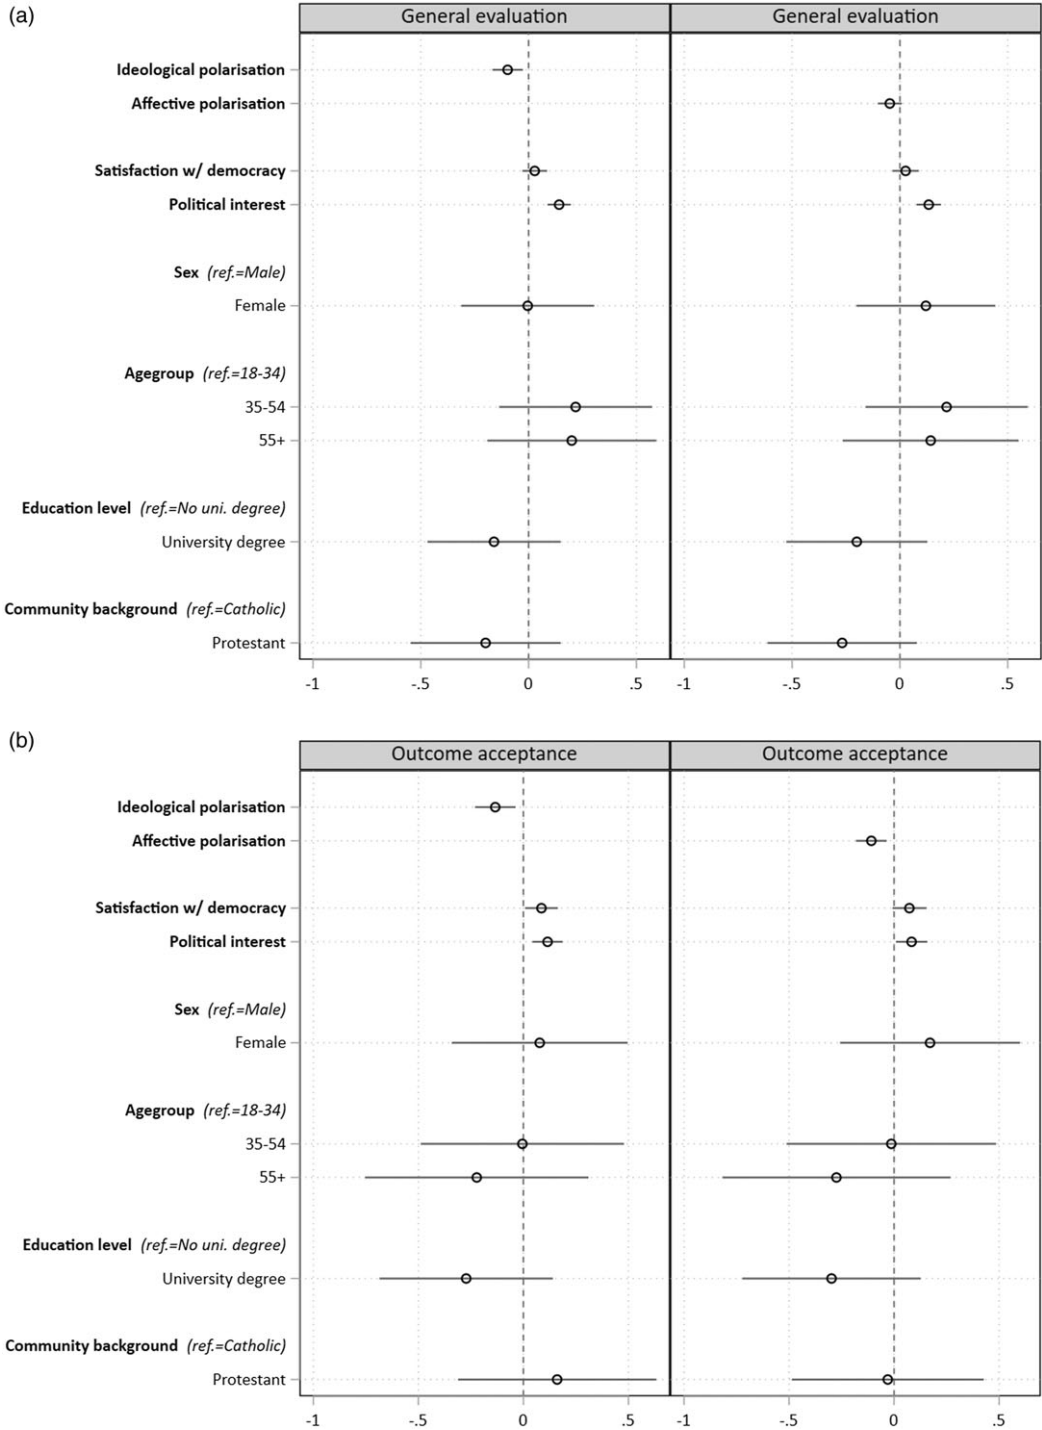 (a)
General evaluation General evaluation
Ideological polarisation
Affective polarisation
Satisfaction w/ democracy
Political interest
Sex (ref.=Male)
Female
Agegroup (ref.=18-34)
35-54
55+
Education level (ref.=No uni. degree)
University degree
Community background (ref.=Catholic)
Protestant
-1 -.5 0 .5 -1 -.5 0 .5
(b)
Outcome acceptance Outcome acceptance
Ideological polarisation
Affective polarisation
Satisfaction w/ democracy
Political interest
Sex (ref.=Male)
Female
Agegroup (ref.=18-34)
35-54
55+
Education level (ref.=No uni. degree)
University degree
Community background (ref.=Catholic)
Protestant
-1 -.5 0 .5 -1 -.5 0 .5